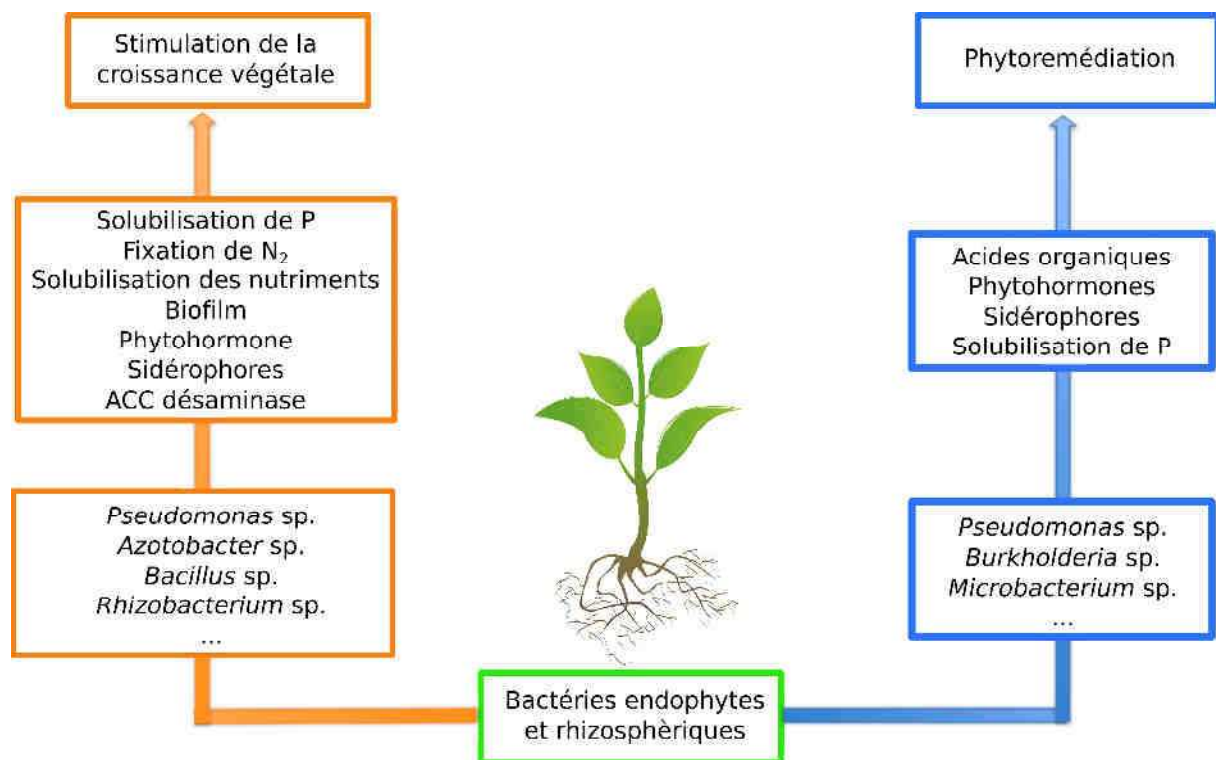 Stimulation de la
croissance végétale
Solubilisation de P
Fixation de N₂
Solubilisation des nutriments
Biofilm
Phytohormone
Sidérophores
ACC désaminase
Pseudomonas sp.
Azotobacter sp.
Bacillus sp.
Rhizobacterium sp.
...
Phytoremédiation
Acides organiques
Phytohormones
Sidérophores
Solubilisation de P
Pseudomonas sp.
Burkholderia sp.
Microbacterium sp.
...
Bactéries endophytes
et rhizosphèriques